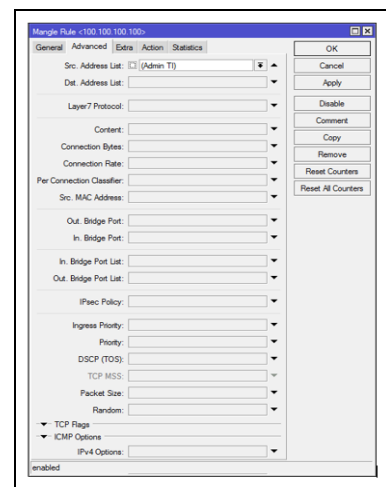 Mangle Rule <100.100.100.100>
General Advanced Extra Action Statistics
Src. Address List: (Admin TI)
Dst. Address List:
Layer7 Protocol:
Content:
Connection Bytes:
Connection Rate:
Per Connection Classifier:
Src. MAC Address:
Out. Bridge Port:
In. Bridge Port:
In. Bridge Port List:
Out. Bridge Port List:
IPsec Policy:
Ingress Priority:
Priority:
DSCP (TOS):
TCP MSS:
Packet Size:
Random:
TCP Flags
ICMP Options
IPv4 Options:
enabled
OK
Cancel
Apply
Disable
Comment
Copy
Remove
Reset Counters
Reset All Counters